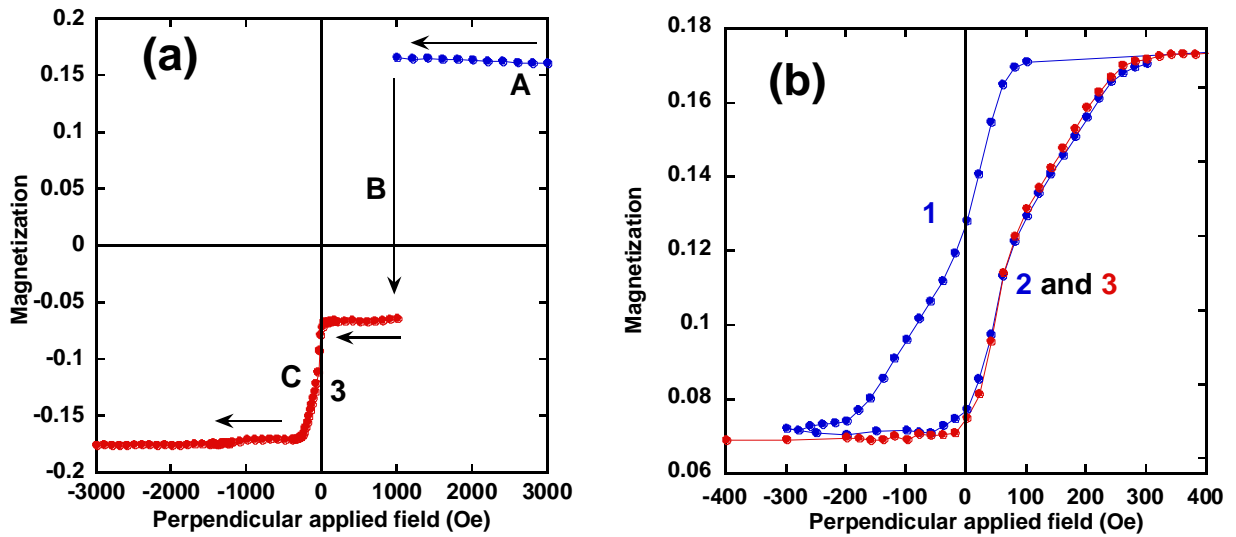 (a)
0.2
0.15
0.1
0.05
0
-0.05
-0.1
-0.15
-0.2
Magnetization
A
B
C
3
-3000 -2000 -1000 0 1000 2000 3000
Perpendicular applied field (Oe)
(b)
0.18
0.16
0.14
0.12
0.1
0.08
0.06
Magnetization
1
2 and 3
-400 -300 -200 -100 0 100 200 300 400
Perpendicular applied field (Oe)